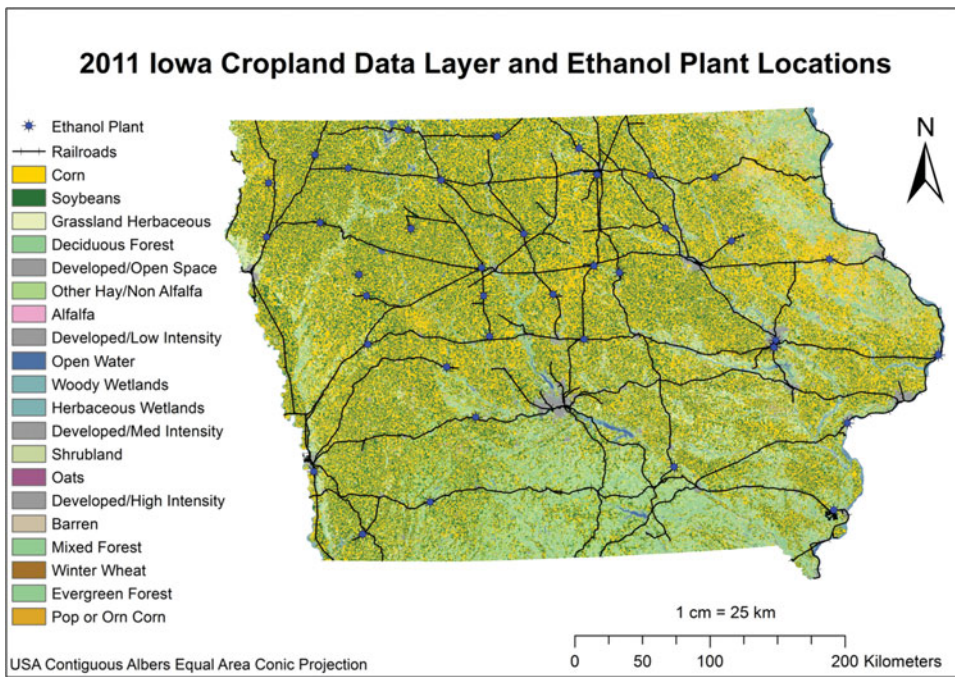 2011 Iowa Cropland Data Layer and Ethanol Plant Locations
Ethanol Plant
Railroads
Corn
Soybeans
Grassland Herbaceous
Deciduous Forest
Developed/Open Space
Other Hay/Non Alfalfa
Alfalfa
Developed/Low Intensity
Open Water
Woody Wetlands
Herbaceous Wetlands
Developed/Med Intensity
Shrubland
Oats
Developed/High Intensity
Barren
Mixed Forest
Winter Wheat
Evergreen Forest
Pop or Orn Corn
N
1 cm = 25 km
0 50 100 200 Kilometers
USA Contiguous Albers Equal Area Conic Projection